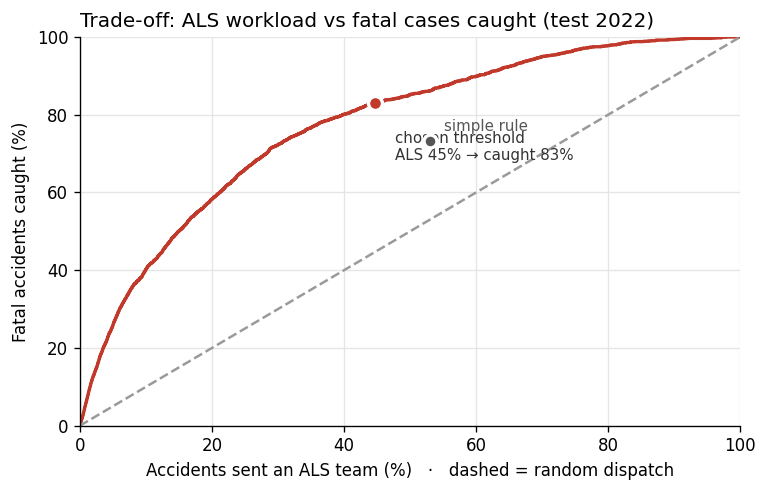 Trade-off: ALS workload vs fatal cases caught (test 2022)
Fatal accidents caught (%)
100
80
60
40
20
0
simple rule
chosen threshold
ALS 45% → caught 83%
0 20 40 60 80 100
Accidents sent an ALS team (%) · dashed = random dispatch